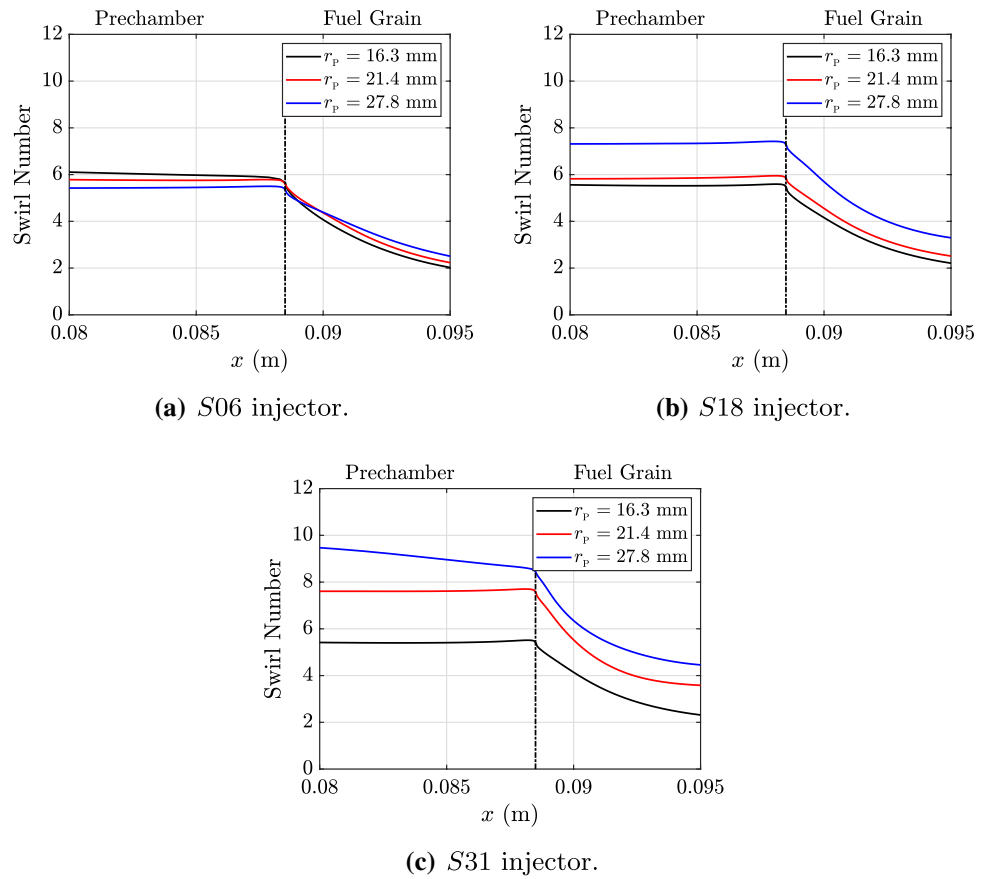 Prechamber Fuel Grain
12
10
8
6
4
2
0
Swirl Number
r_P = 16.3 mm
r_P = 21.4 mm
r_P = 27.8 mm
0.08 0.085 0.09 0.095
x (m)
(a) S06 injector.
Prechamber Fuel Grain
12
10
8
6
4
2
0
Swirl Number
r_P = 16.3 mm
r_P = 21.4 mm
r_P = 27.8 mm
0.08 0.085 0.09 0.095
x (m)
(b) S18 injector.
Prechamber Fuel Grain
12
10
8
6
4
2
0
Swirl Number
r_P = 16.3 mm
r_P = 21.4 mm
r_P = 27.8 mm
0.08 0.085 0.09 0.095
x (m)
(c) S31 injector.